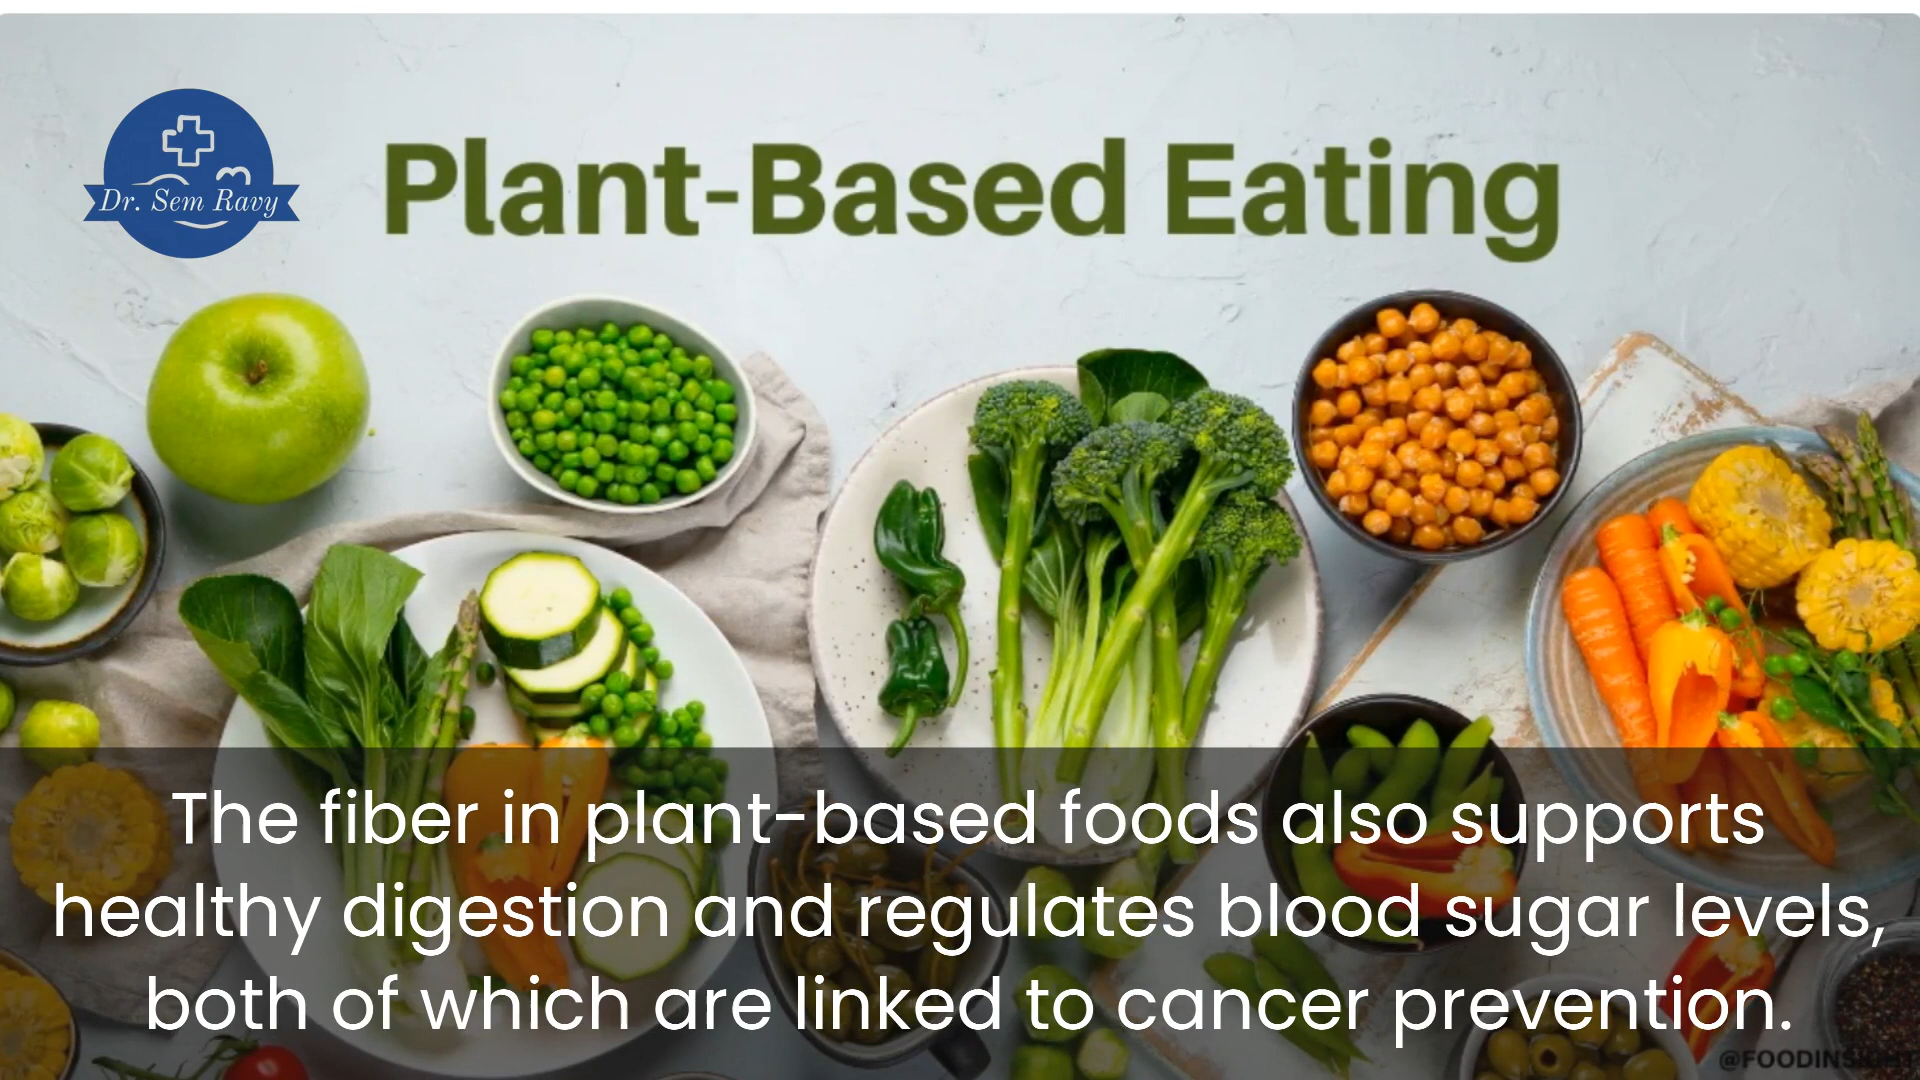 Dr. Sem Ravy
Plant-Based Eating
The fiber in plant-based foods also supports
healthy digestion and regulates blood sugar levels,
both of which are linked to cancer prevention.
@FOODINSIGHT